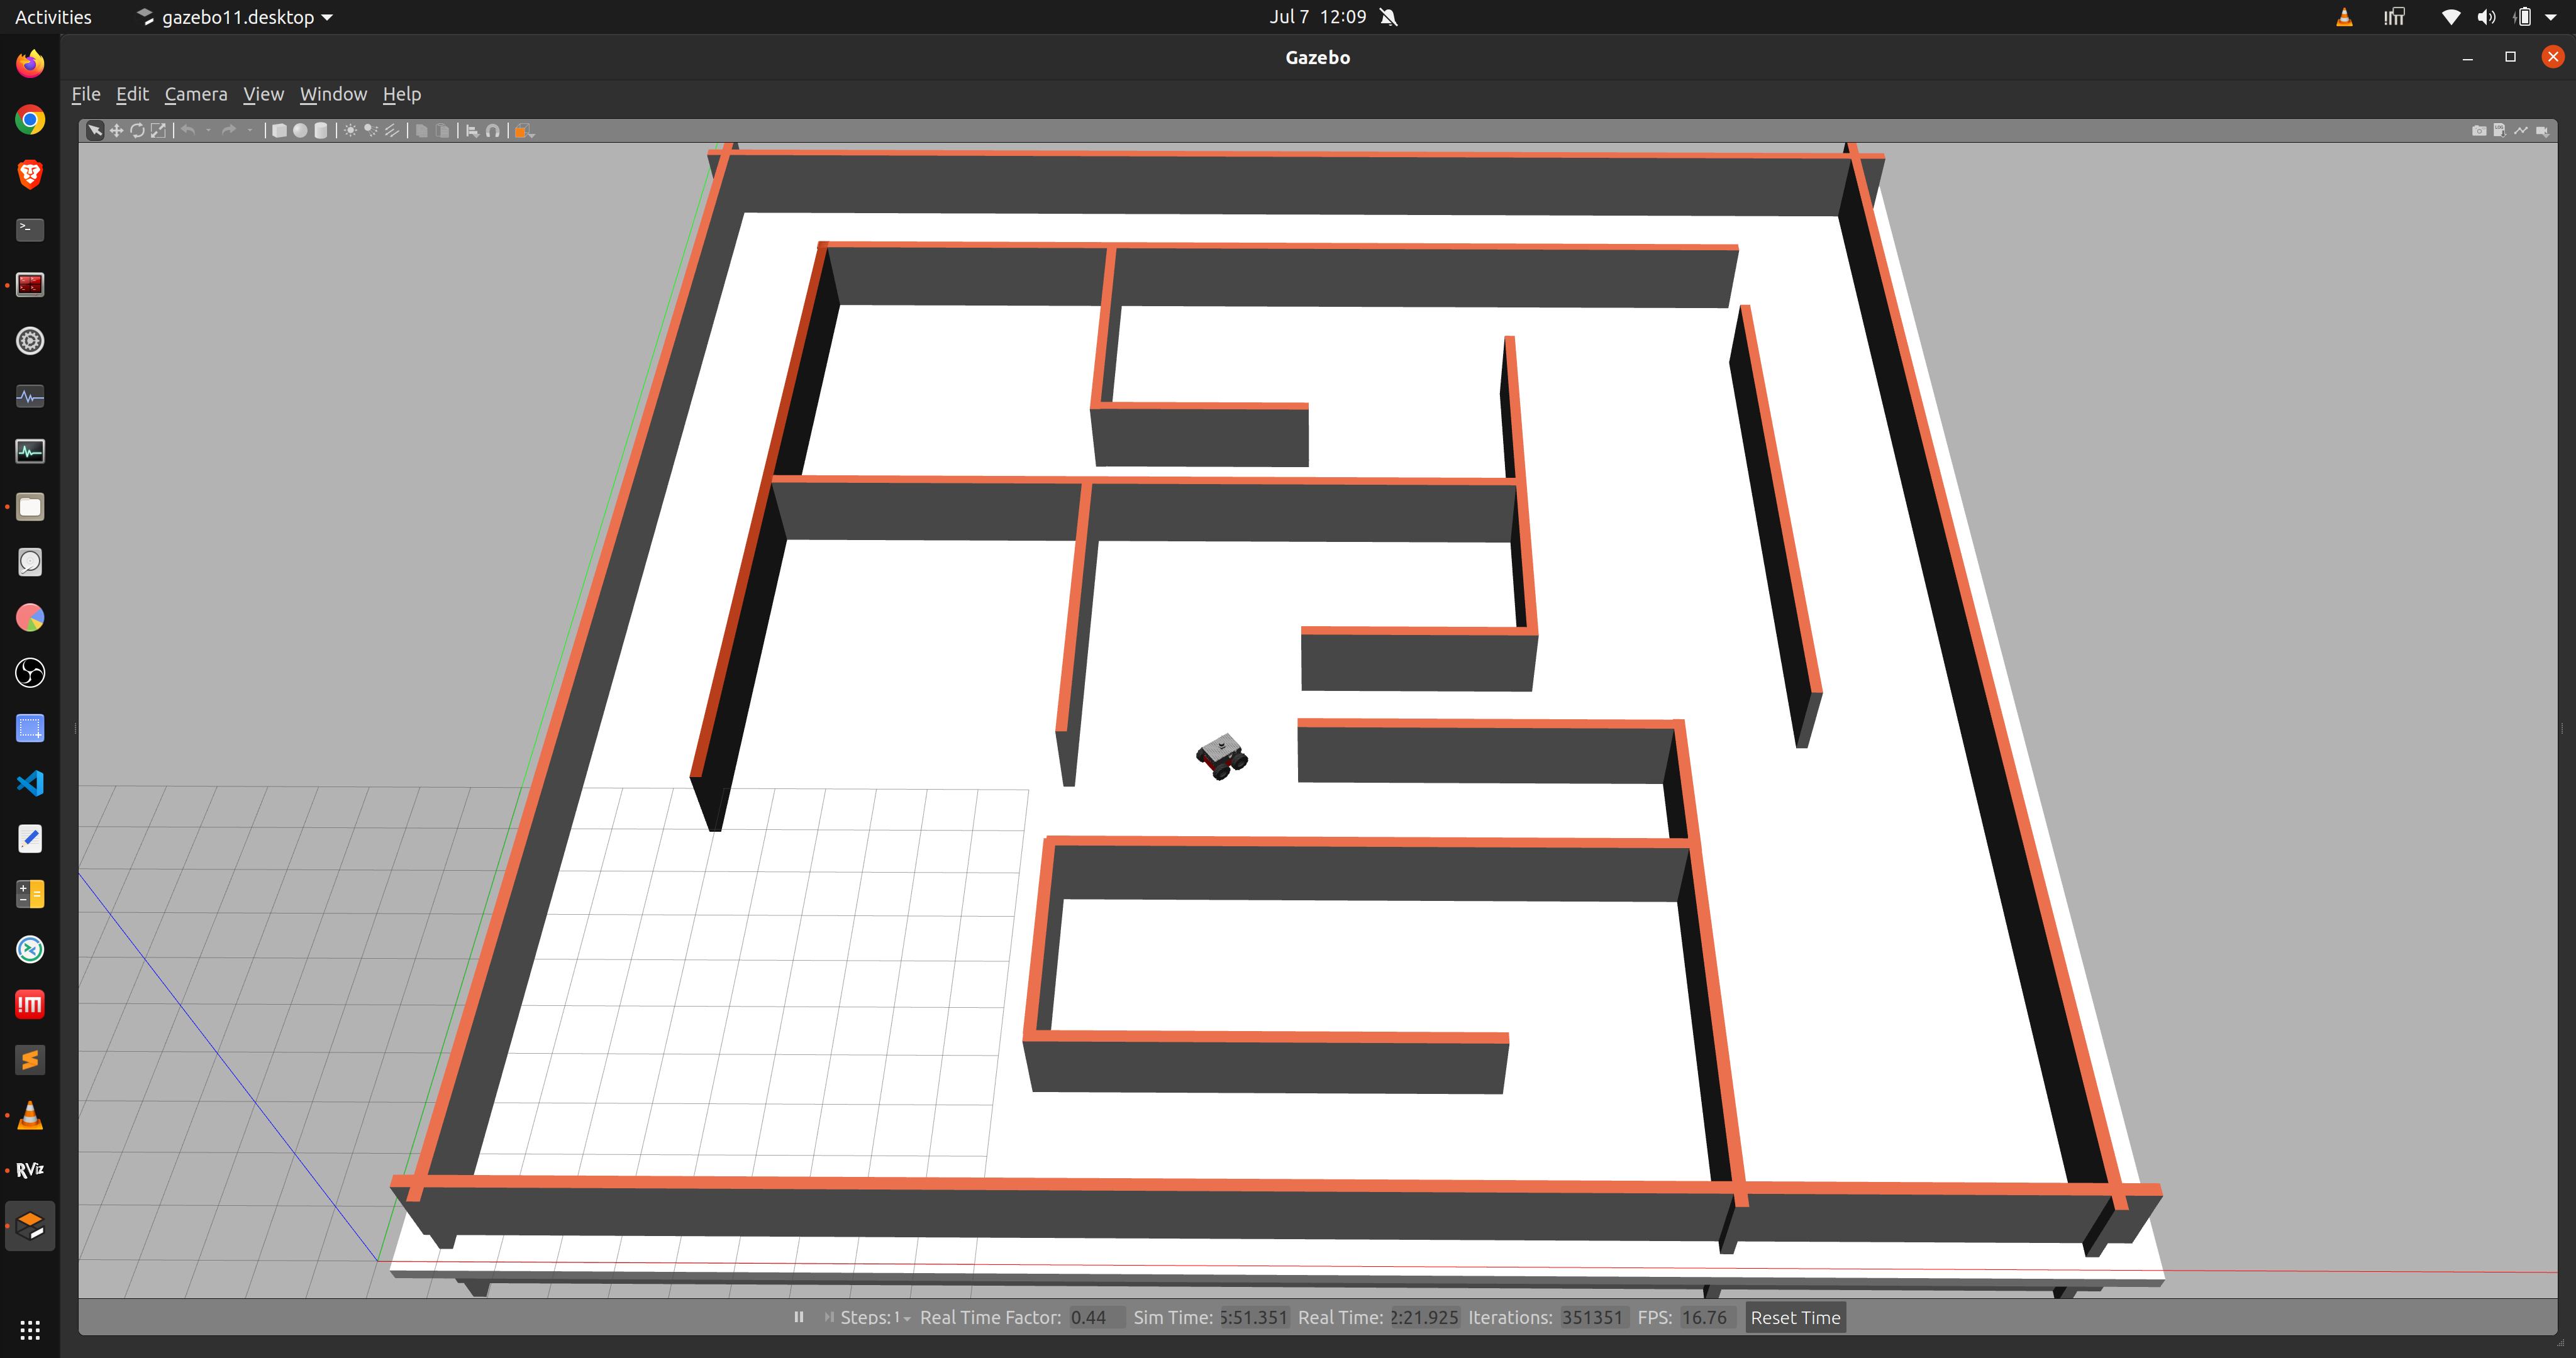 Activities gazebo11.desktop Jul 7 12:09
Gazebo
File Edit Camera View Window Help
RViz
Steps: 1 Real Time Factor: 0.44 Sim Time: 5:51.351 Real Time: 2:21.925 Iterations: 351351 FPS: 16.76 Reset Time